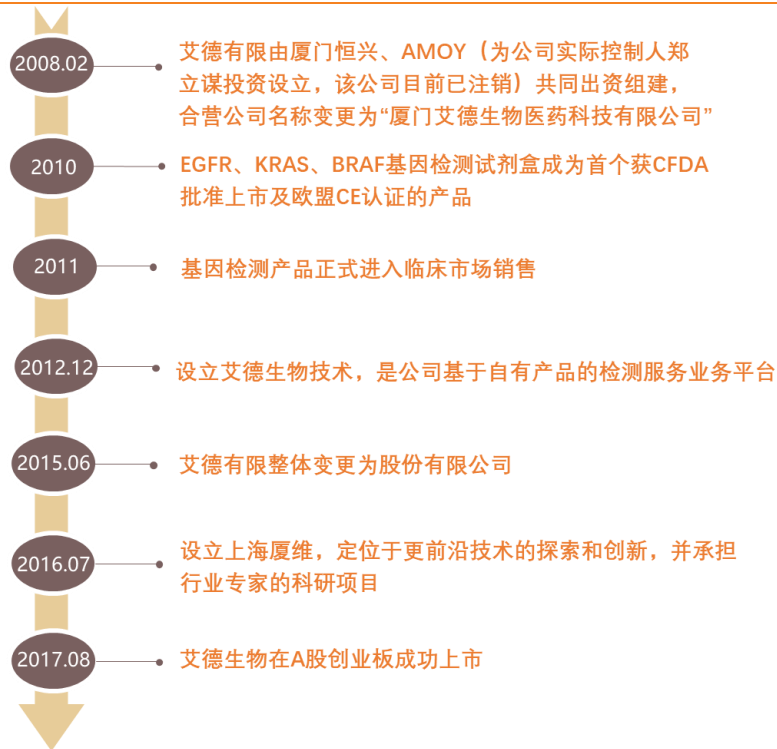 2008.02
艾德有限由厦门恒兴、AMOY（为公司实际控制人郑
立谋投资设立，该公司目前已注销）共同出资组建，
合营公司名称变更为“厦门艾德生物医药科技有限公司”
2010
EGFR、KRAS、BRAF基因检测试剂盒成为首个获CFDA
批准上市及欧盟CE认证的产品
2011
基因检测产品正式进入临床市场销售
2012.12
设立艾德生物技术，是公司基于自有产品的检测服务业务平台
2015.06
艾德有限整体变更为股份有限公司
2016.07
设立上海厦维，定位于更前沿技术的探索和创新，并承担
行业专家的科研项目
2017.08
艾德生物在A股创业板成功上市